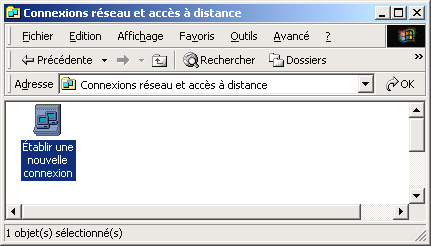 Connexions réseau et accès à distance
Fichier Edition Affichage Favoris Outils Avancé ?
Précédente Rechercher Dossiers
Adresse Connexions réseau et accès à distance OK
Établir une
nouvelle
connexion
1 objet(s) sélectionné(s)